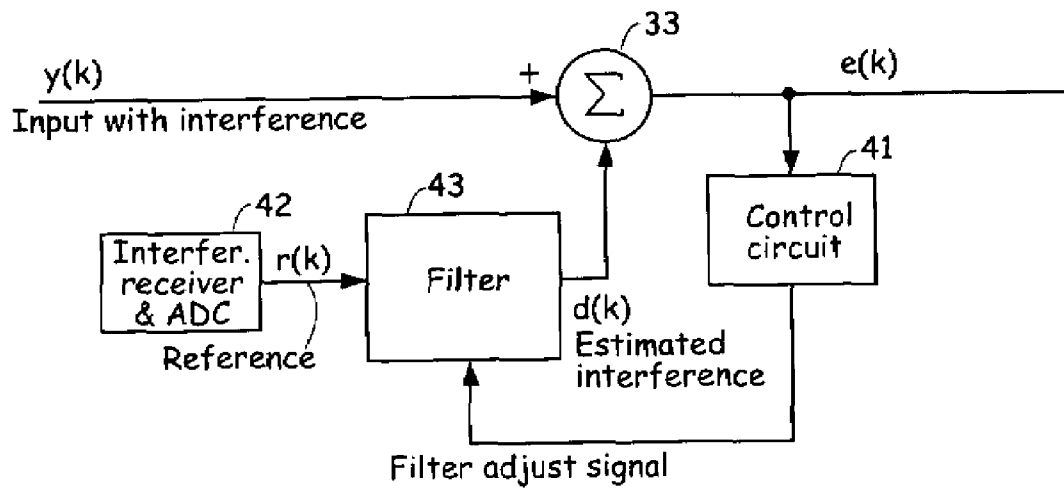 33
y(k)
+
Σ
e(k)
Input with interference
41
43
42
Control
circuit
Interfer.
receiver
& ADC
r(k)
Filter
d(k)
Reference
Estimated
interference
Filter adjust signal